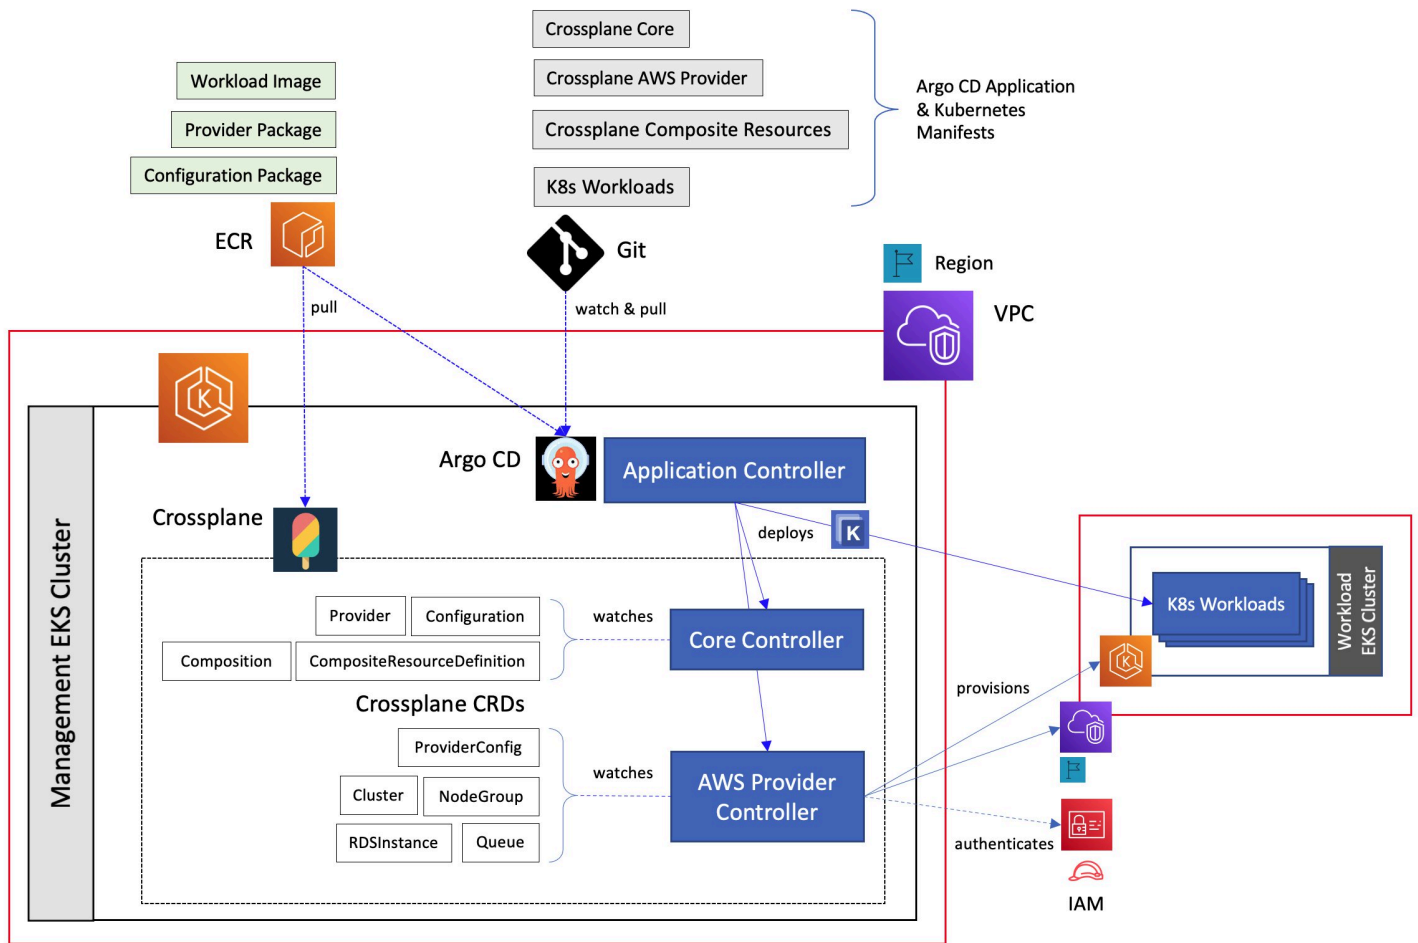 Crossplane Core
Workload Image
Crossplane AWS Provider
Argo CD Application
& Kubernetes
Manifests
Provider Package
Crossplane Composite Resources
Configuration Package
K8s Workloads
ECR
Git
Region
pull
watch & pull
VPC
K
Argo CD
Application Controller
Crossplane
deploys
K
Management EKS Cluster
Provider
Configuration
watches
Core Controller
K8s Workloads
Workload
EKS Cluster
Composition
CompositeResourceDefinition
K
provisions
Crossplane CRDs
ProviderConfig
watches
AWS Provider
Controller
Cluster
NodeGroup
RDSInstance
Queue
authenticates
IAM